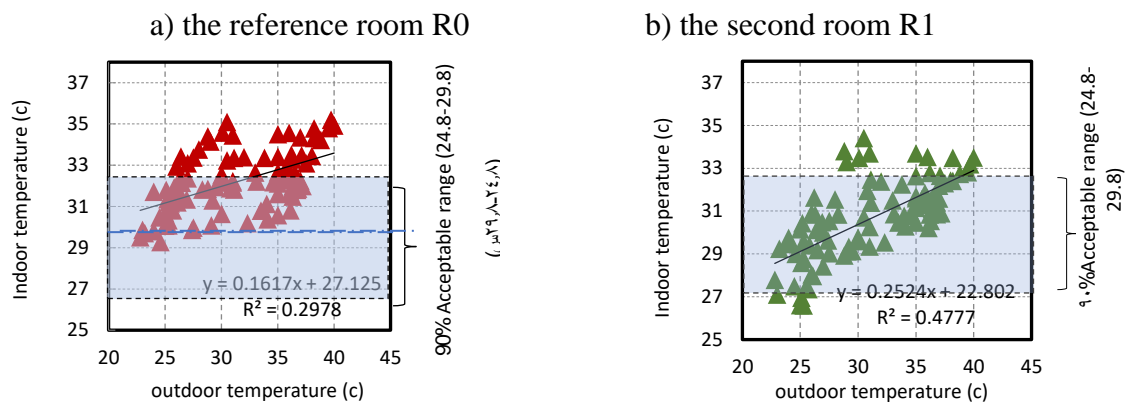 a) the reference room R0
Indoor temperature (c)
37
35
33
31
29
27
25
20 25 30 35 40 45
outdoor temperature (c)
y = 0.1617x + 27.125
R² = 0.2978
90% Acceptable range (24.8-29.8)
b) the second room R1
Indoor temperature (c)
37
35
33
31
29
27
25
20 25 30 35 40 45
outdoor temperature (c)
y = 0.2524x + 22.802
R² = 0.4777
٩٠%Acceptable range (24.8-
29.8)